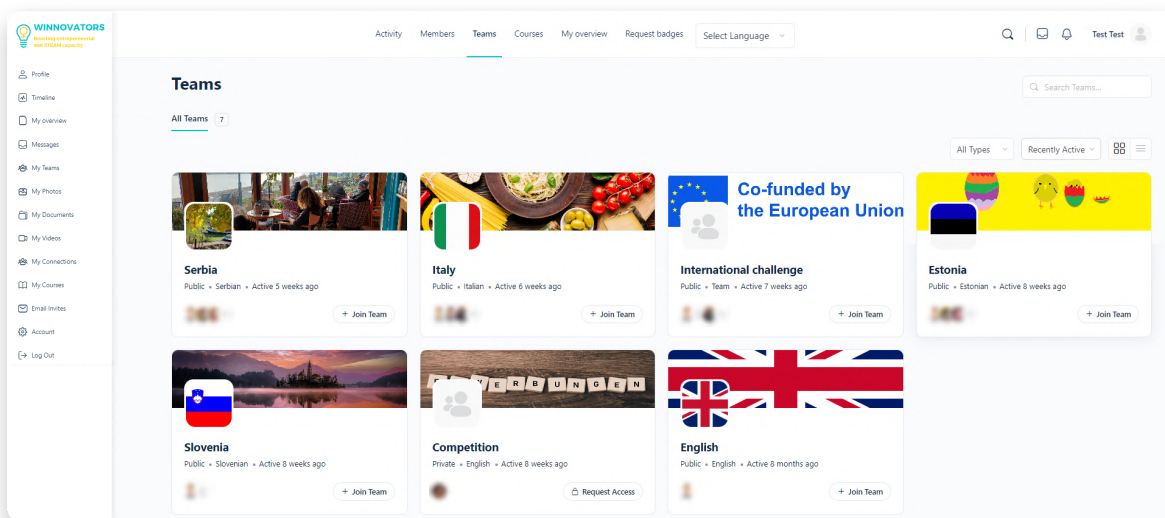 WINNOVATORS
Boosting entrepreneurial
and STEAM capacity
Activity Members Teams Courses My overview Request badges Select Language
Test Test
Profile
Timeline
My overview
Messages
My Teams
My Photos
My Documents
My Videos
My Connections
My Courses
Email Invites
Account
Log Out
Teams
Search Teams...
All Teams 7
All Types Recently Active
Co-funded by
the European Union
Serbia
Public • Serbian • Active 5 weeks ago
+ Join Team
Italy
Public • Italian • Active 6 weeks ago
+ Join Team
International challenge
Public • Team • Active 7 weeks ago
+ Join Team
Estonia
Public • Estonian • Active 8 weeks ago
+ Join Team
Slovenia
Public • Slovenian • Active 8 weeks ago
+ Join Team
ERBUNGEN
Competition
Private • English • Active 8 weeks ago
Request Access
English
Public • English • Active 8 months ago
+ Join Team